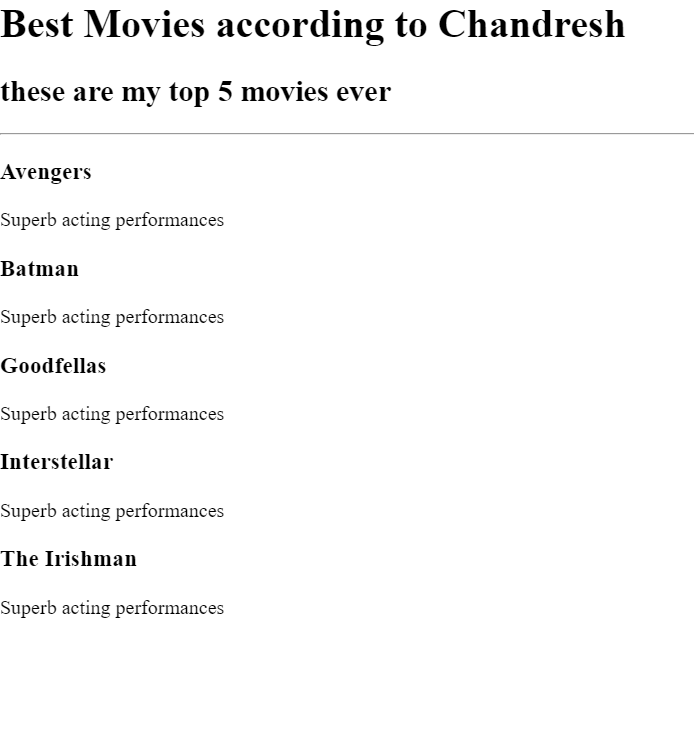 Best Movies according to Chandresh
these are my top 5 movies ever
Avengers
Superb acting performances
Batman
Superb acting performances
Goodfellas
Superb acting performances
Interstellar
Superb acting performances
The Irishman
Superb acting performances